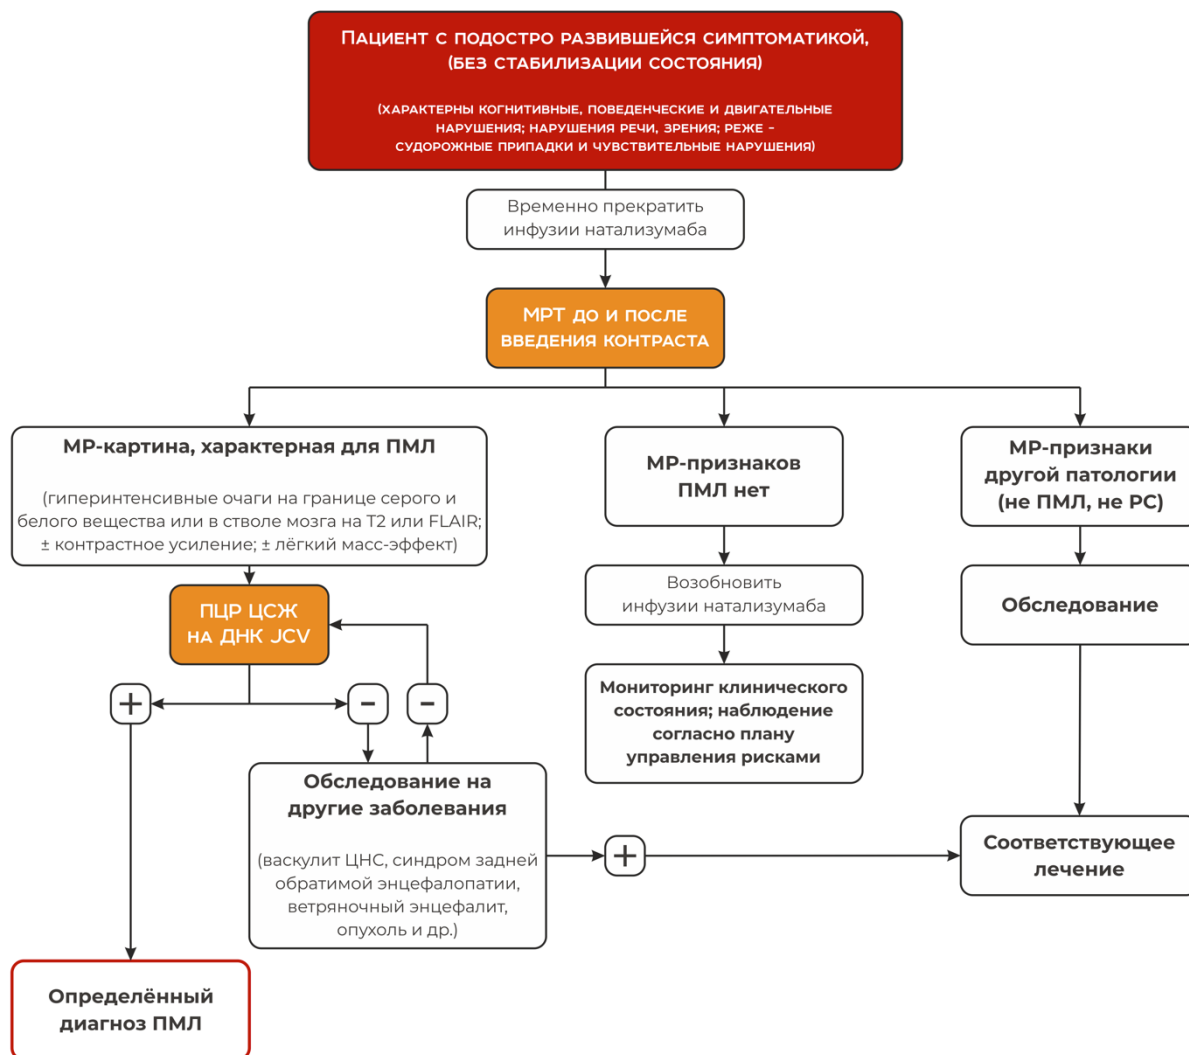 Пациент с подостро развившейся симптоматикой,
(без стабилизации состояния)
(характерны когнитивные, поведенческие и двигательные
нарушения; нарушения речи, зрения; реже –
судорожные припадки и чувствительные нарушения)
Временно прекратить
инфузии натализумаба
МРТ до и после
введения контраста
МР-картина, характерная для ПМЛ
(гиперинтенсивные очаги на границе серого и
белого вещества или в стволе мозга на T2 или FLAIR;
± контрастное усиление; ± лёгкий масс-эффект)
МР-признаков
ПМЛ нет
МР-признаки
другой патологии
(не ПМЛ, не РС)
ПЦР ЦСЖ
на ДНК JCV
Возобновить
инфузии натализумаба
Обследование
+
-
-
Мониторинг клинического
состояния; наблюдение
согласно плану
управления рисками
Обследование на
другие заболевания
(васкулит ЦНС, синдром задней
обратимой энцефалопатии,
ветряночный энцефалит,
опухоль и др.)
+
Соответствующее
лечение
Определённый
диагноз ПМЛ